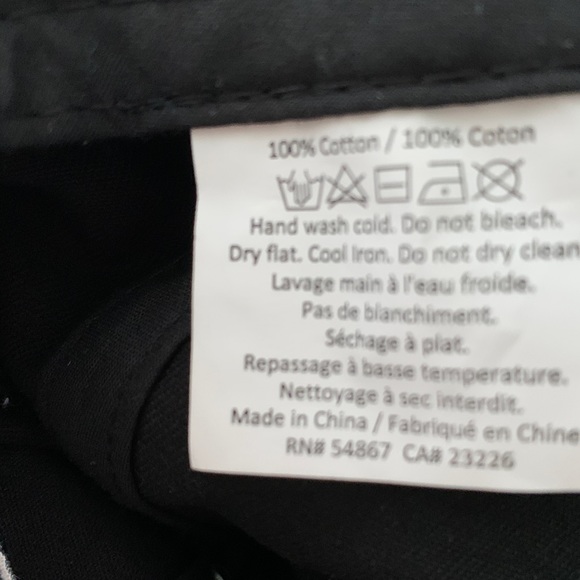 100% Cotton / 100% Coton
Hand wash cold. Do not bleach.
Dry flat. Cool Iron. Do not dry clean
Lavage main à l'eau froide.
Pas de blanchiment.
Séchage à plat.
Repassage à basse temperature.
Nettoyage à sec interdit.
Made in China / Fabriqué en Chine
RN# 54867 CA# 23226